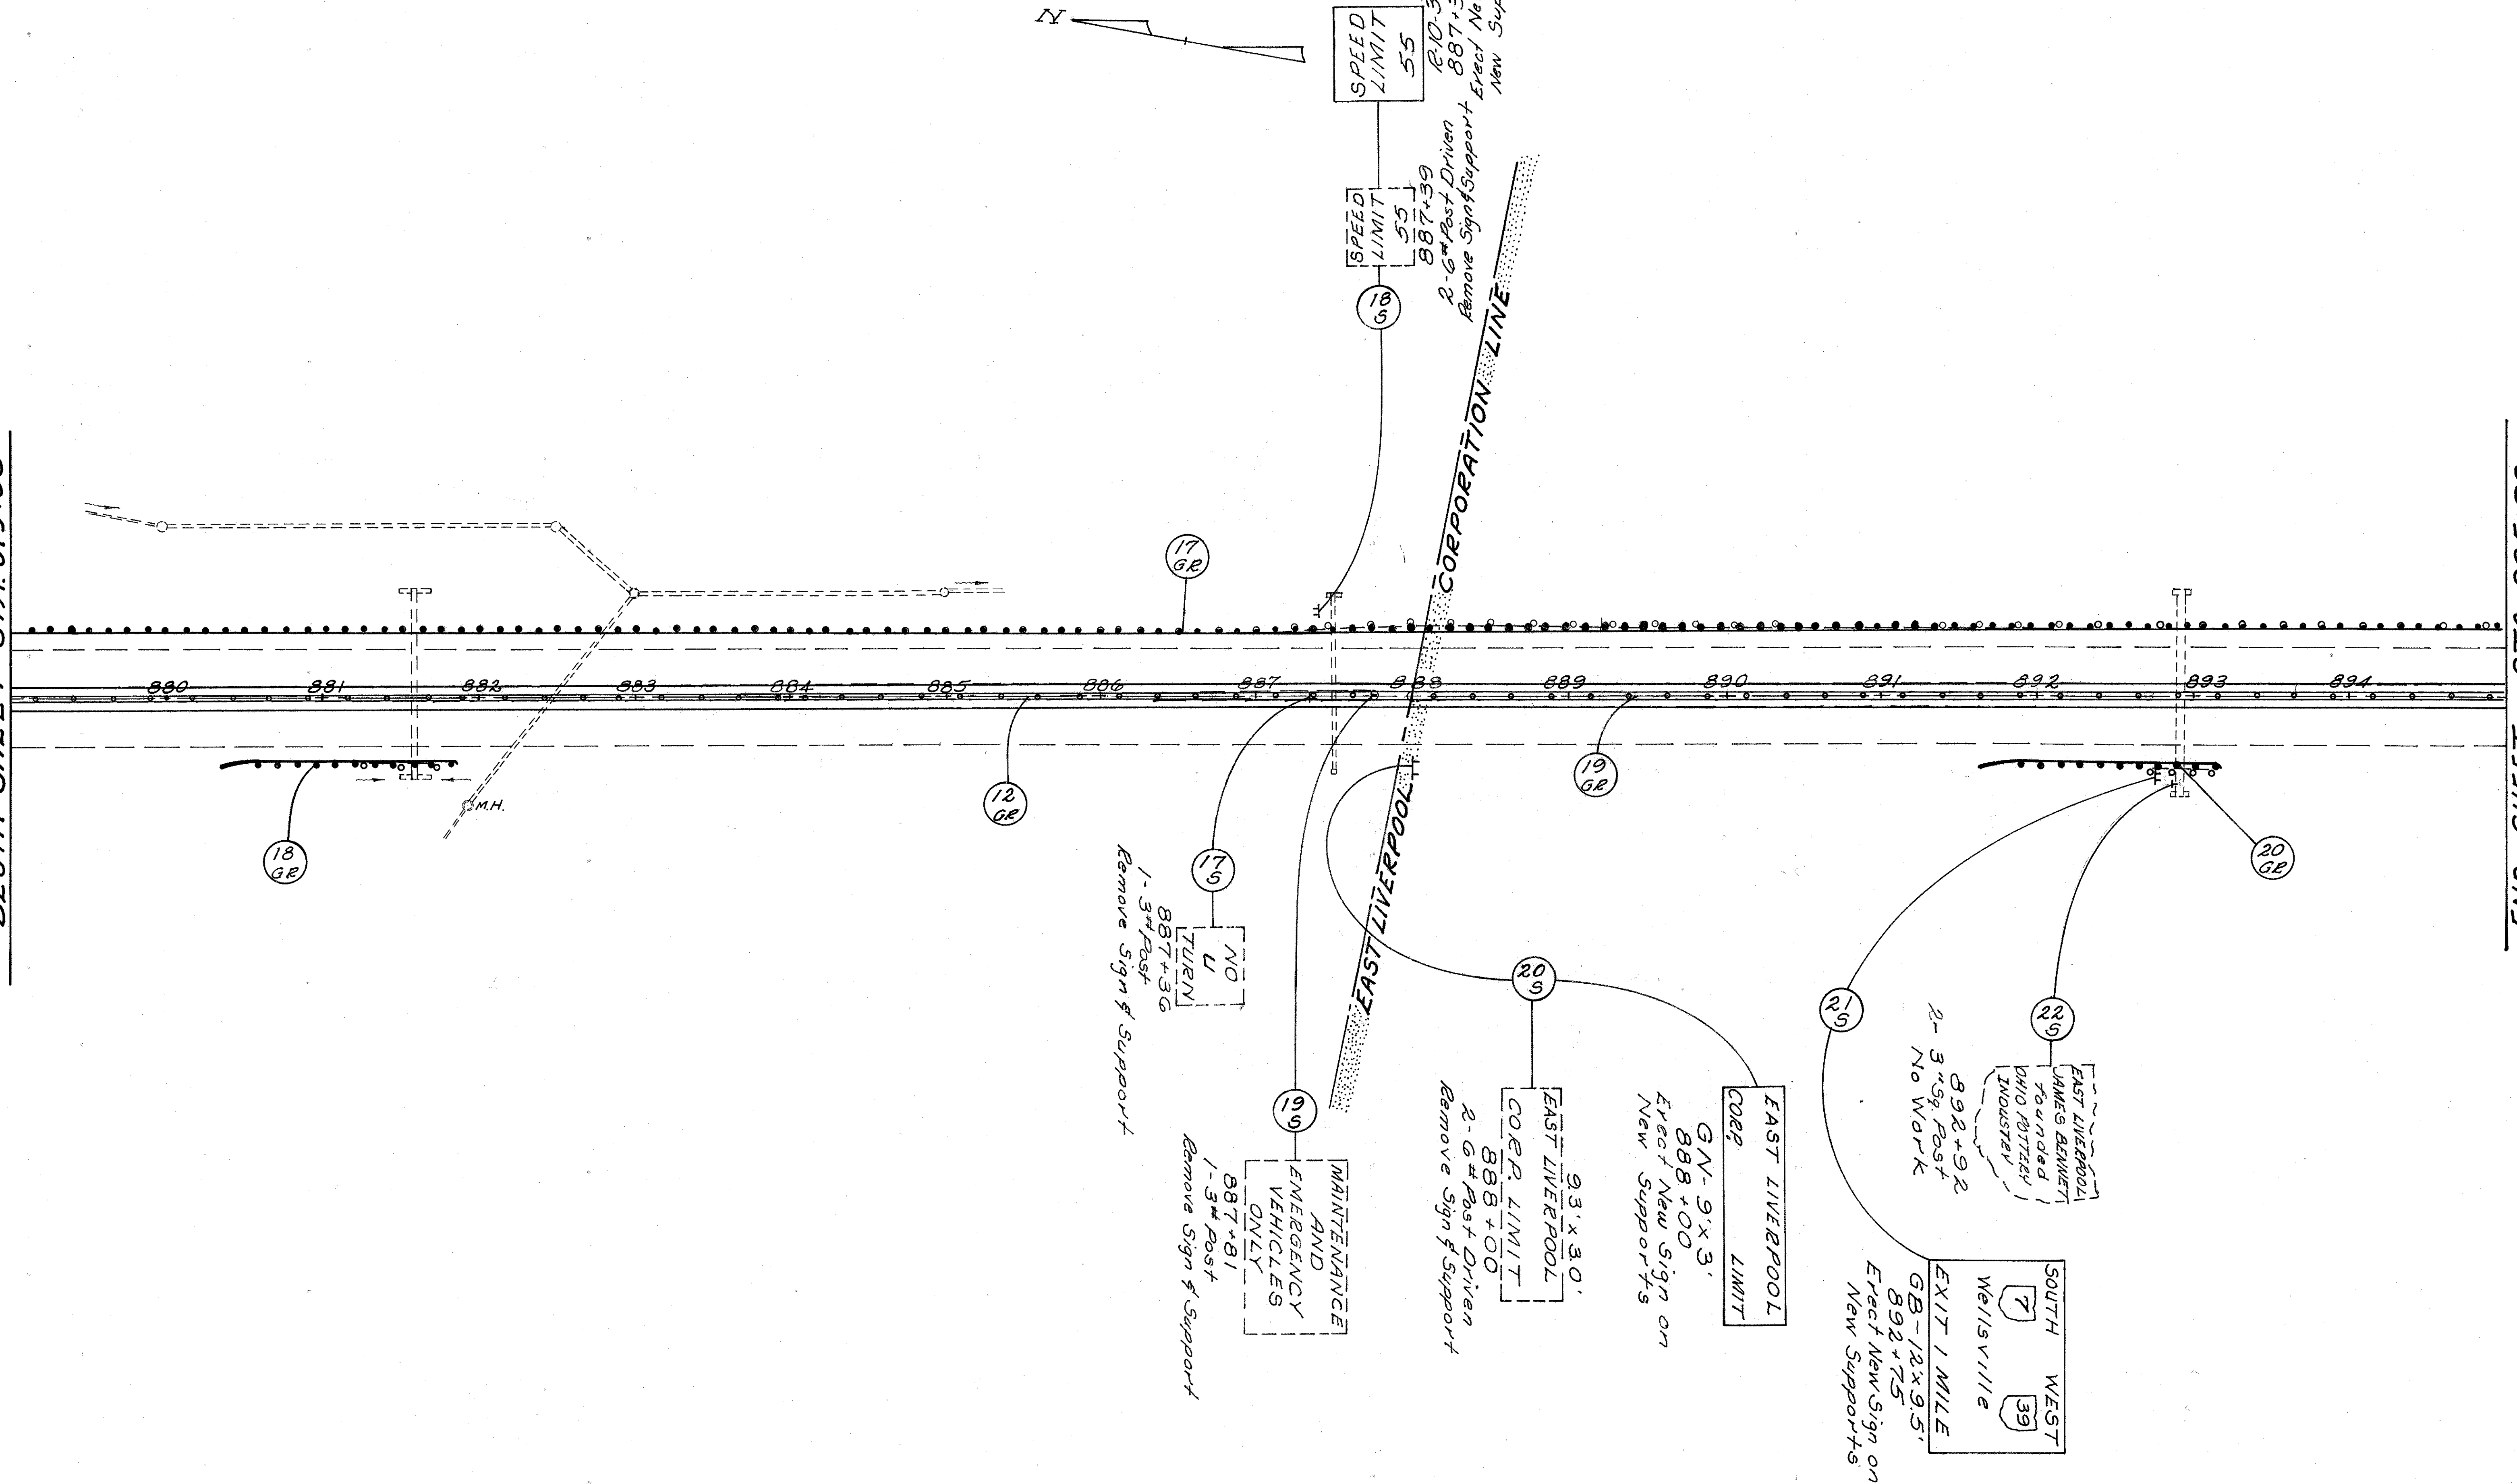 N
SPEED
LIMIT
55
R-10-3
887+3
Erect Ne
New Sup
SPEED
LIMIT
55
887+39
2-6# Post Driven
Remove Sign & Support
18
S
CORPORATION LINE
EAST LIVERPOOL
17
GR
880 881 882 883 884 885 886 887 888 889 890 891 892 893 894
M.H.
18
GR
12
GR
19
GR
20
GR
17
S
NO
U
TURN
887+36
1-3# Post
Remove Sign & Support
19
S
MAINTENANCE
AND
EMERGENCY
VEHICLES
ONLY
887+81
1-3# Post
Remove Sign & Support
20
S
9.3' x 3.0'
EAST LIVERPOOL
CORP. LIMIT
888+00
2-6# Post Driven
Remove Sign & Support
EAST LIVERPOOL
CORP. LIMIT
GN-9'x3'
888+00
Erect New Sign on
New Supports
21
S
SOUTH WEST
7 39
Wellsville
EXIT 1 MILE
GB-12'x9.5'
892+75
Erect New Sign on
New Supports
22
S
EAST LIVERPOOL
JAMES BENNET
founded
OHIO POTTERY
INDUSTRY
892+92
2-3" Sq. Post
No Work